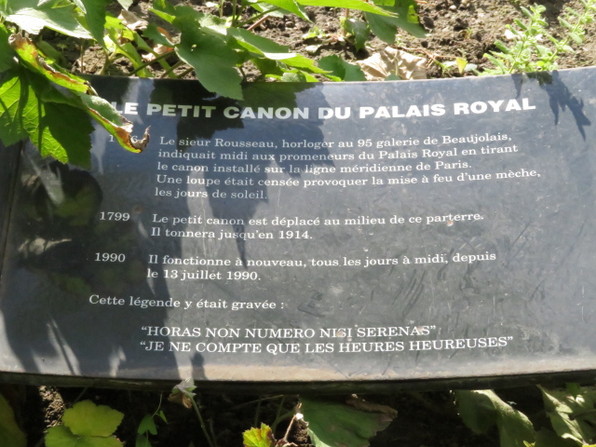 LE PETIT CANON DU PALAIS ROYAL
Le sieur Rousseau, horloger au 95 galerie de Beaujolais,
indiquait midi aux promeneurs du Palais Royal en tirant
le canon installé sur la ligne méridienne de Paris.
Une loupe était censée provoquer la mise à feu d'une mèche,
les jours de soleil.
1799 Le petit canon est déplacé au milieu de ce parterre.
Il tonnera jusqu'en 1914.
1990 Il fonctionne à nouveau, tous les jours à midi, depuis
le 13 juillet 1990.
Cette légende y était gravée :
"HORAS NON NUMERO NISI SERENAS"
"JE NE COMPTE QUE LES HEURES HEUREUSES"